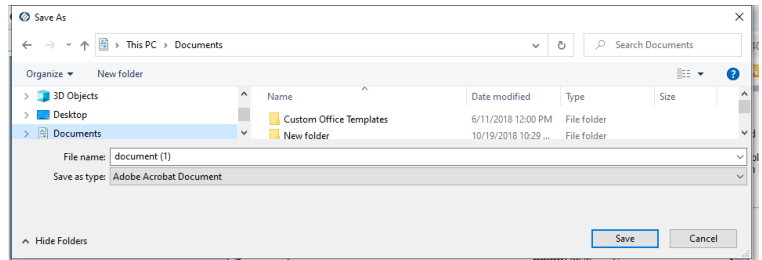 Save As
This PC > Documents
Search Documents
Organize
New folder
Name Date modified Type Size
3D Objects
Desktop
Documents
Custom Office Templates 6/11/2018 12:00 PM File folder
New folder 10/19/2018 10:29 ... File folder
File name: document (1)
Save as type: Adobe Acrobat Document
Hide Folders
Save
Cancel